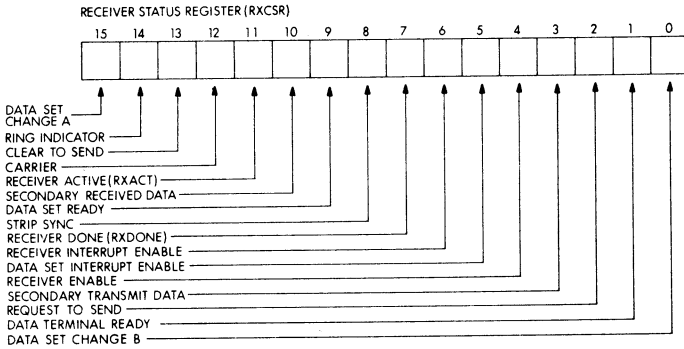 RECEIVER STATUS REGISTER (RXCSR)
15 14 13 12 11 10 9 8 7 6 5 4 3 2 1 0
DATA SET
CHANGE A
RING INDICATOR
CLEAR TO SEND
CARRIER
RECEIVER ACTIVE (RXACT)
SECONDARY RECEIVED DATA
DATA SET READY
STRIP SYNC
RECEIVER DONE (RXDONE)
RECEIVER INTERRUPT ENABLE
DATA SET INTERRUPT ENABLE
RECEIVER ENABLE
SECONDARY TRANSMIT DATA
REQUEST TO SEND
DATA TERMINAL READY
DATA SET CHANGE B